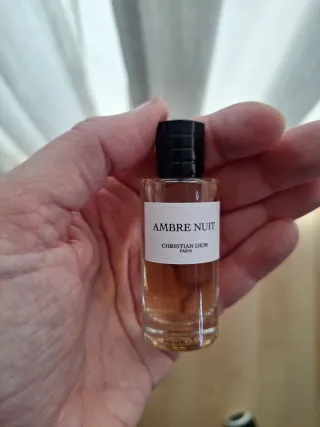 AMBRE NUIT
CHRISTIAN DIOR
PARIS